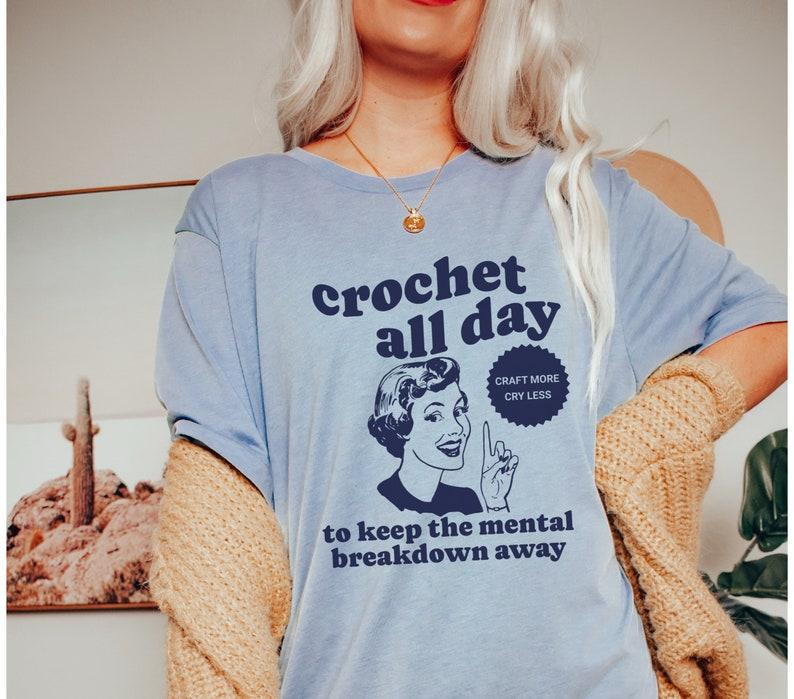 crochet
all day
CRAFT MORE
CRY LESS
to keep the mental
breakdown away